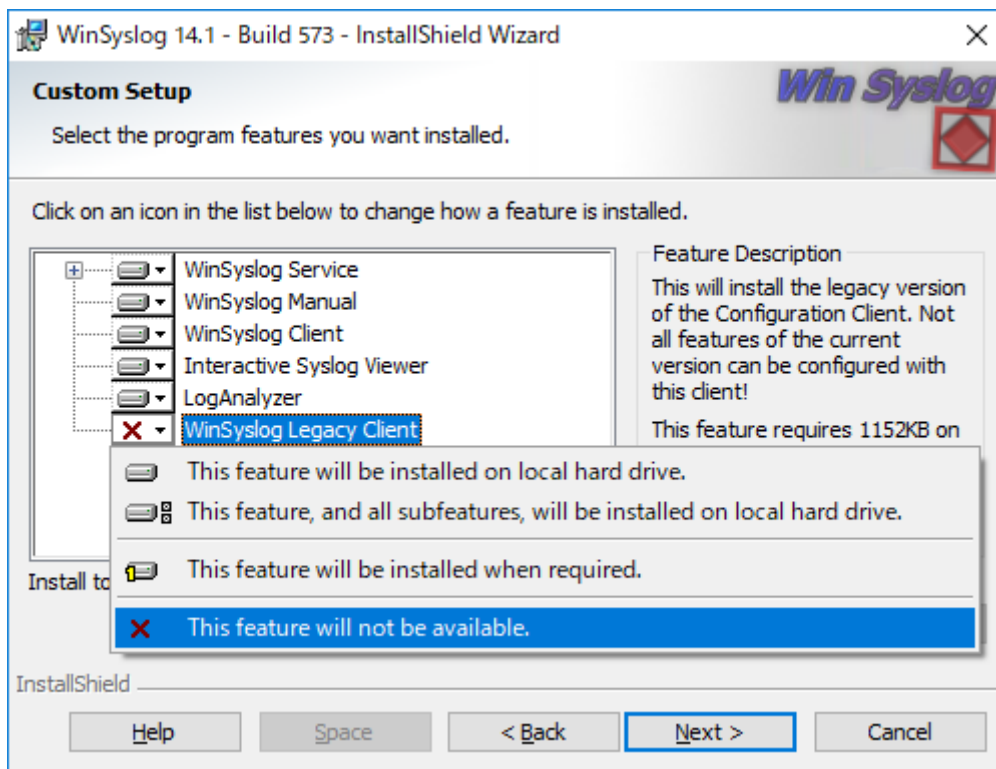 WinSyslog 14.1 - Build 573 - InstallShield Wizard
Custom Setup
Win Syslog
Select the program features you want installed.
Click on an icon in the list below to change how a feature is installed.
WinSyslog Service
WinSyslog Manual
WinSyslog Client
Interactive Syslog Viewer
LogAnalyzer
WinSyslog Legacy Client
Feature Description
This will install the legacy version
of the Configuration Client. Not
all features of the current
version can be configured with
this client!
This feature requires 1152KB on
This feature will be installed on local hard drive.
This feature, and all subfeatures, will be installed on local hard drive.
This feature will be installed when required.
This feature will not be available.
Install to
InstallShield
Help
Space
< Back
Next >
Cancel